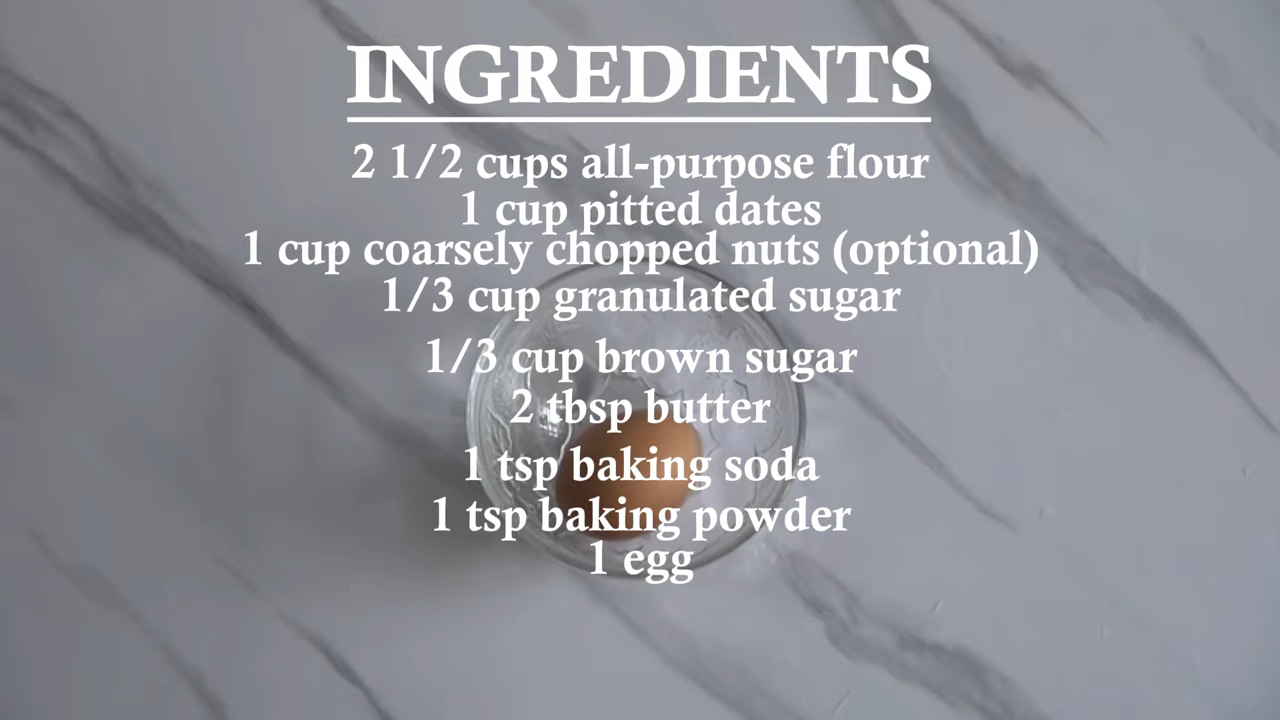 INGREDIENTS
2 1/2 cups all-purpose flour
1 cup pitted dates
1 cup coarsely chopped nuts (optional)
1/3 cup granulated sugar
1/3 cup brown sugar
2 tbsp butter
1 tsp baking soda
1 tsp baking powder
1 egg